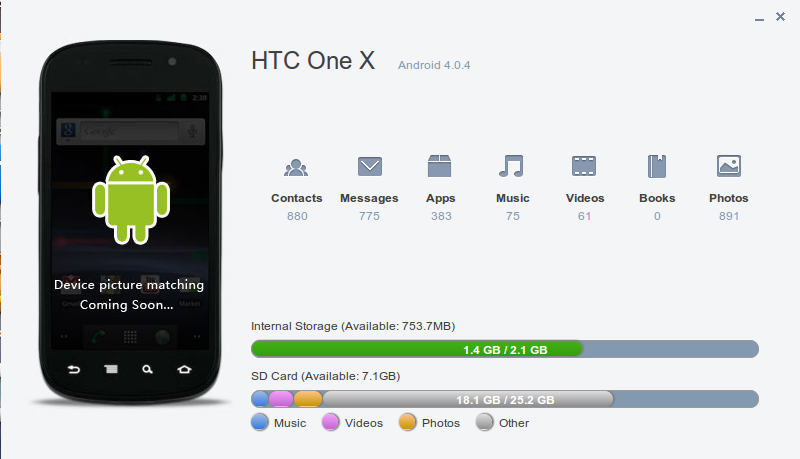 HTC One X Android 4.0.4
2:30
Google
Device picture matching
Coming Soon...
Contacts Messages Apps Music Videos Books Photos
880 775 383 75 61 0 891
Internal Storage (Available: 753.7MB)
1.4 GB / 2.1 GB
SD Card (Available: 7.1GB)
18.1 GB / 25.2 GB
Music Videos Photos Other